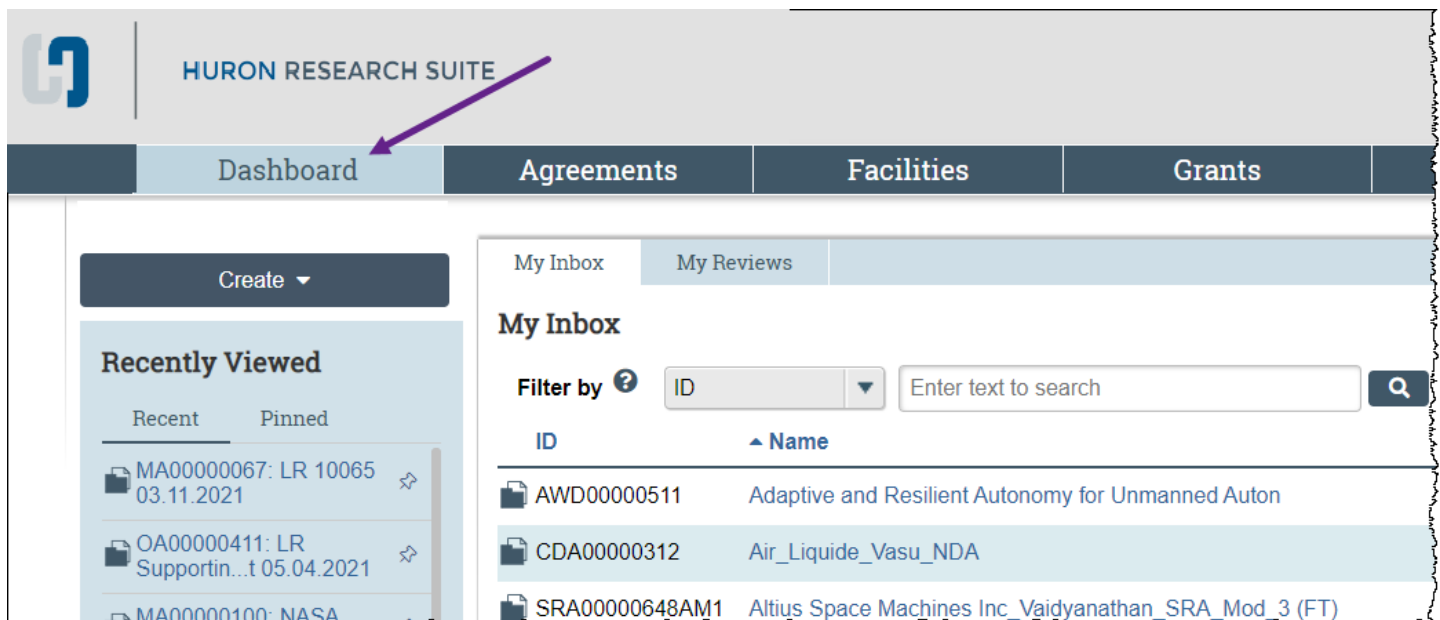 HURON RESEARCH SUITE
Dashboard Agreements Facilities Grants
Create
Recently Viewed
Recent Pinned
MA00000067: LR 10065
03.11.2021
OA00000411: LR
Supportin...t 05.04.2021
MA00000100: NASA
My Inbox My Reviews
My Inbox
Filter by ? ID Enter text to search
ID Name
AWD00000511 Adaptive and Resilient Autonomy for Unmanned Auton
CDA00000312 Air_Liquide_Vasu_NDA
SRA00000648AM1 Altius Space Machines Inc_Vaidyanathan_SRA_Mod_3 (FT)